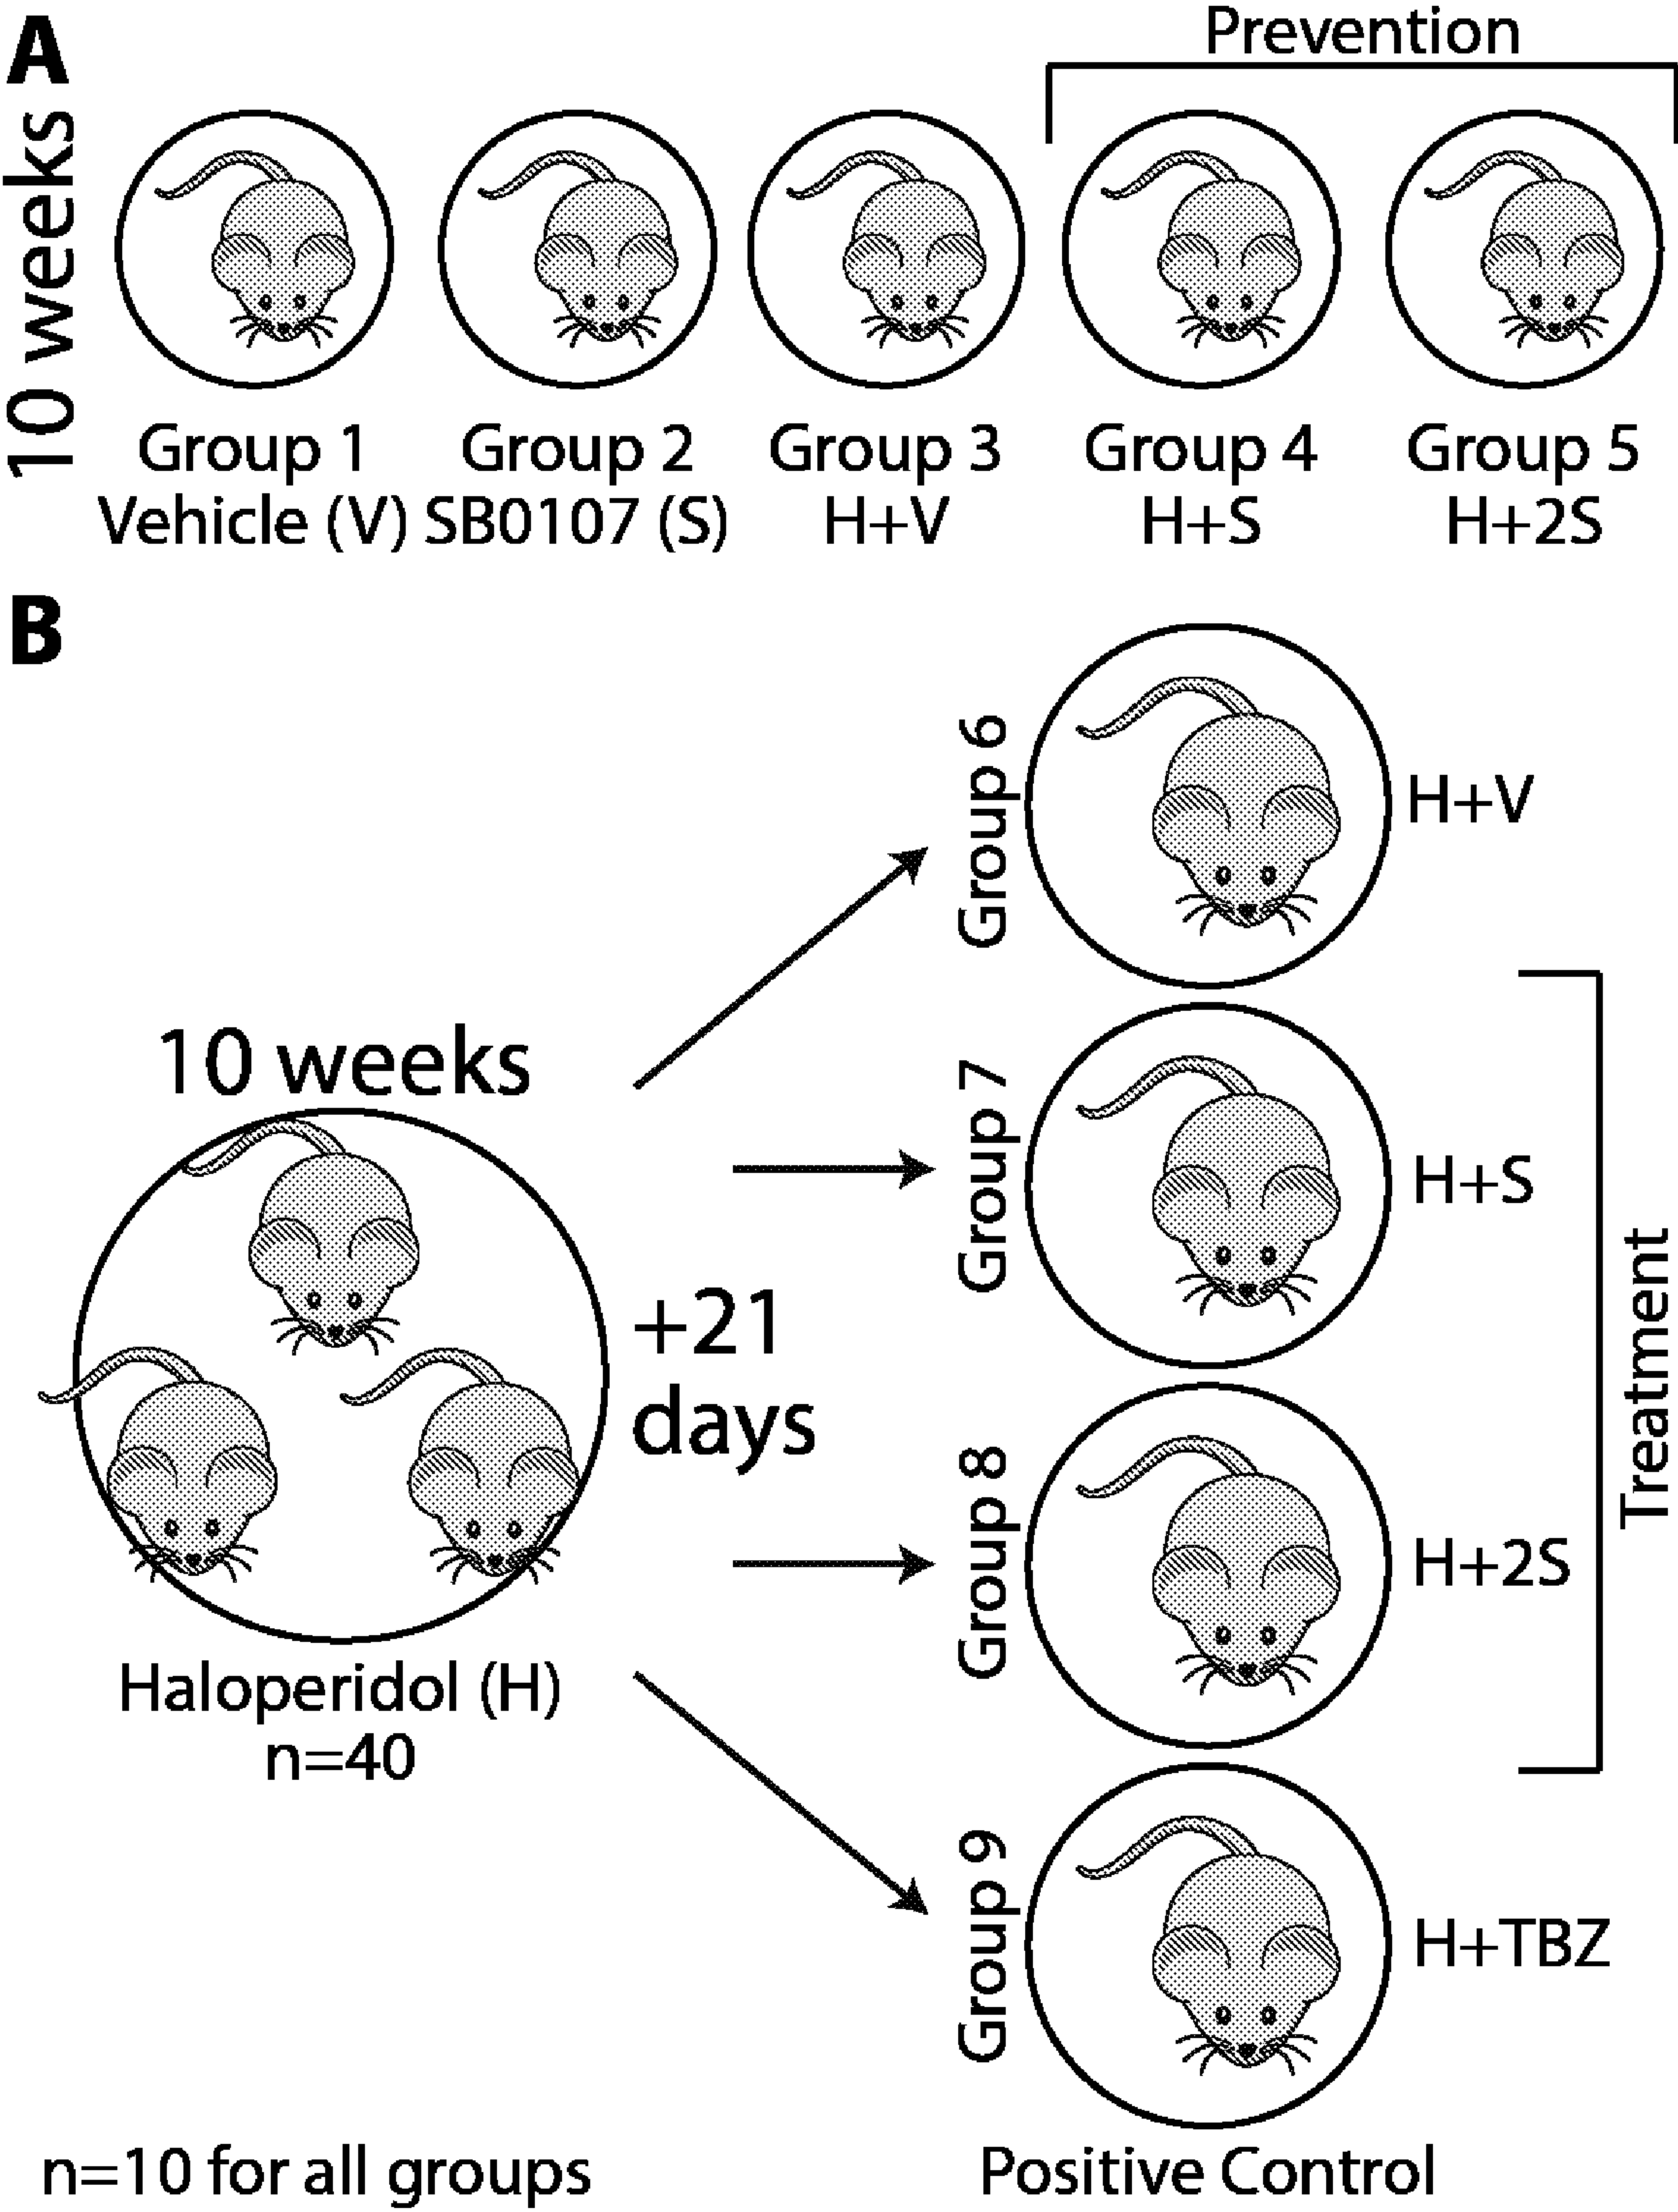 A
10 weeks
Prevention
Group 1
Vehicle (V)
Group 2
SB0107 (S)
Group 3
H+V
Group 4
H+S
Group 5
H+2S
B
10 weeks
Haloperidol (H)
n=40
+21
days
Group 6
H+V
Group 7
H+S
Group 8
H+2S
Treatment
Group 9
H+TBZ
Positive Control
n=10 for all groups